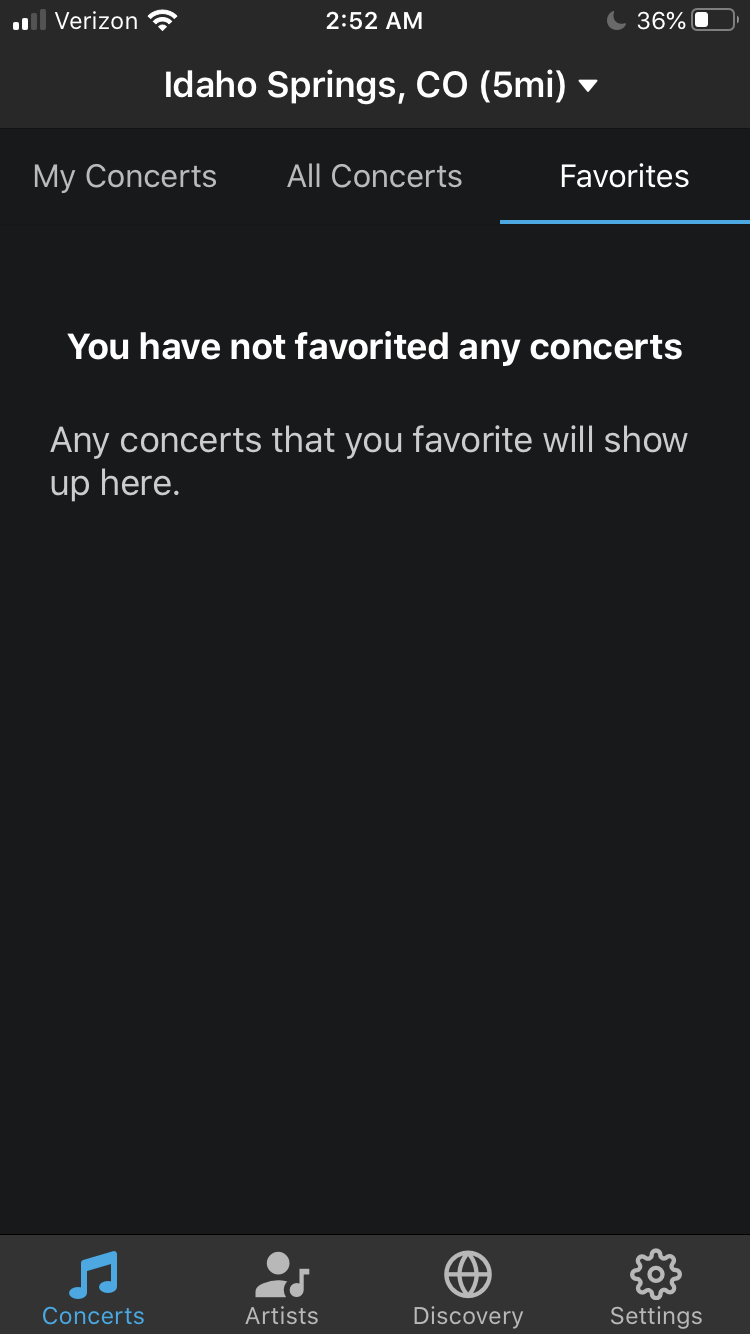 Verizon 2:52 AM 36%
Idaho Springs, CO (5mi)
My Concerts All Concerts Favorites
You have not favorited any concerts
Any concerts that you favorite will show
up here.
Concerts Artists Discovery Settings